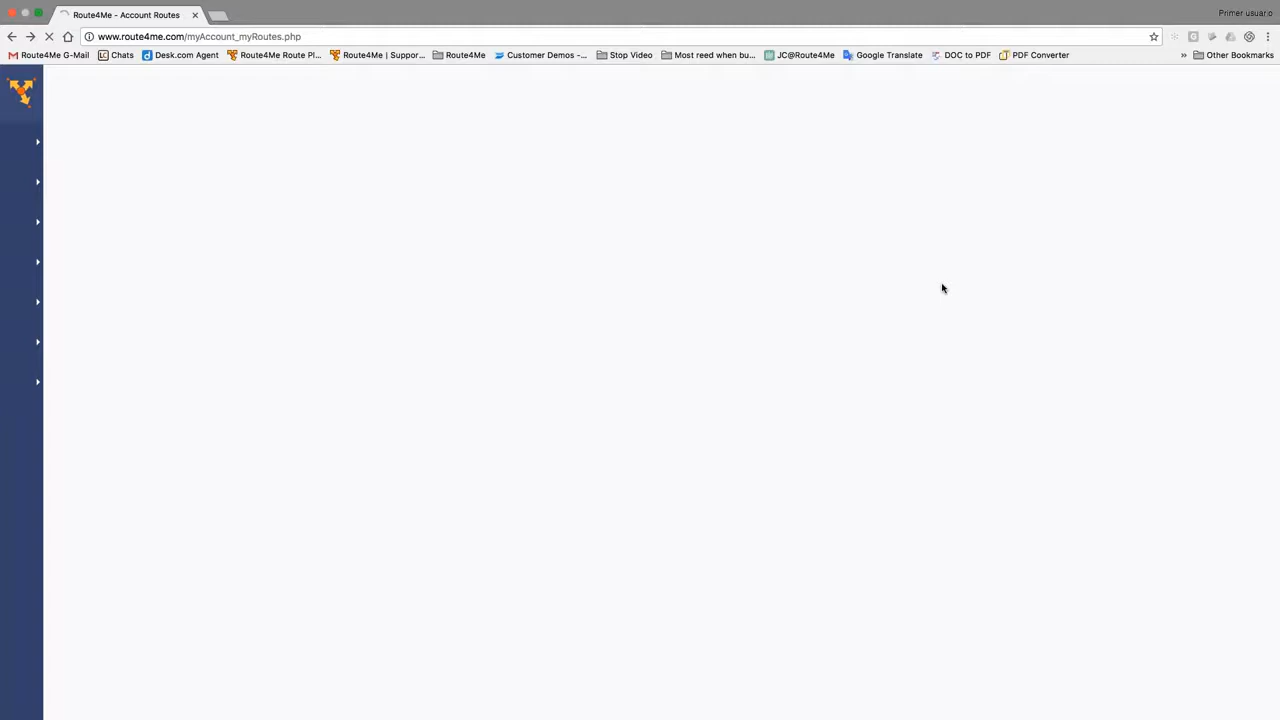 Route4Me - Account Routes
Primer usuario
www.route4me.com/myAccount_myRoutes.php
Route4Me G-Mail LC Chats d Desk.com Agent Route4Me Route Pl... Route4Me | Suppor... Route4Me Customer Demos -... Stop Video Most read when bu... JC@Route4Me Google Translate DOC to PDF PDF Converter » Other Bookmarks